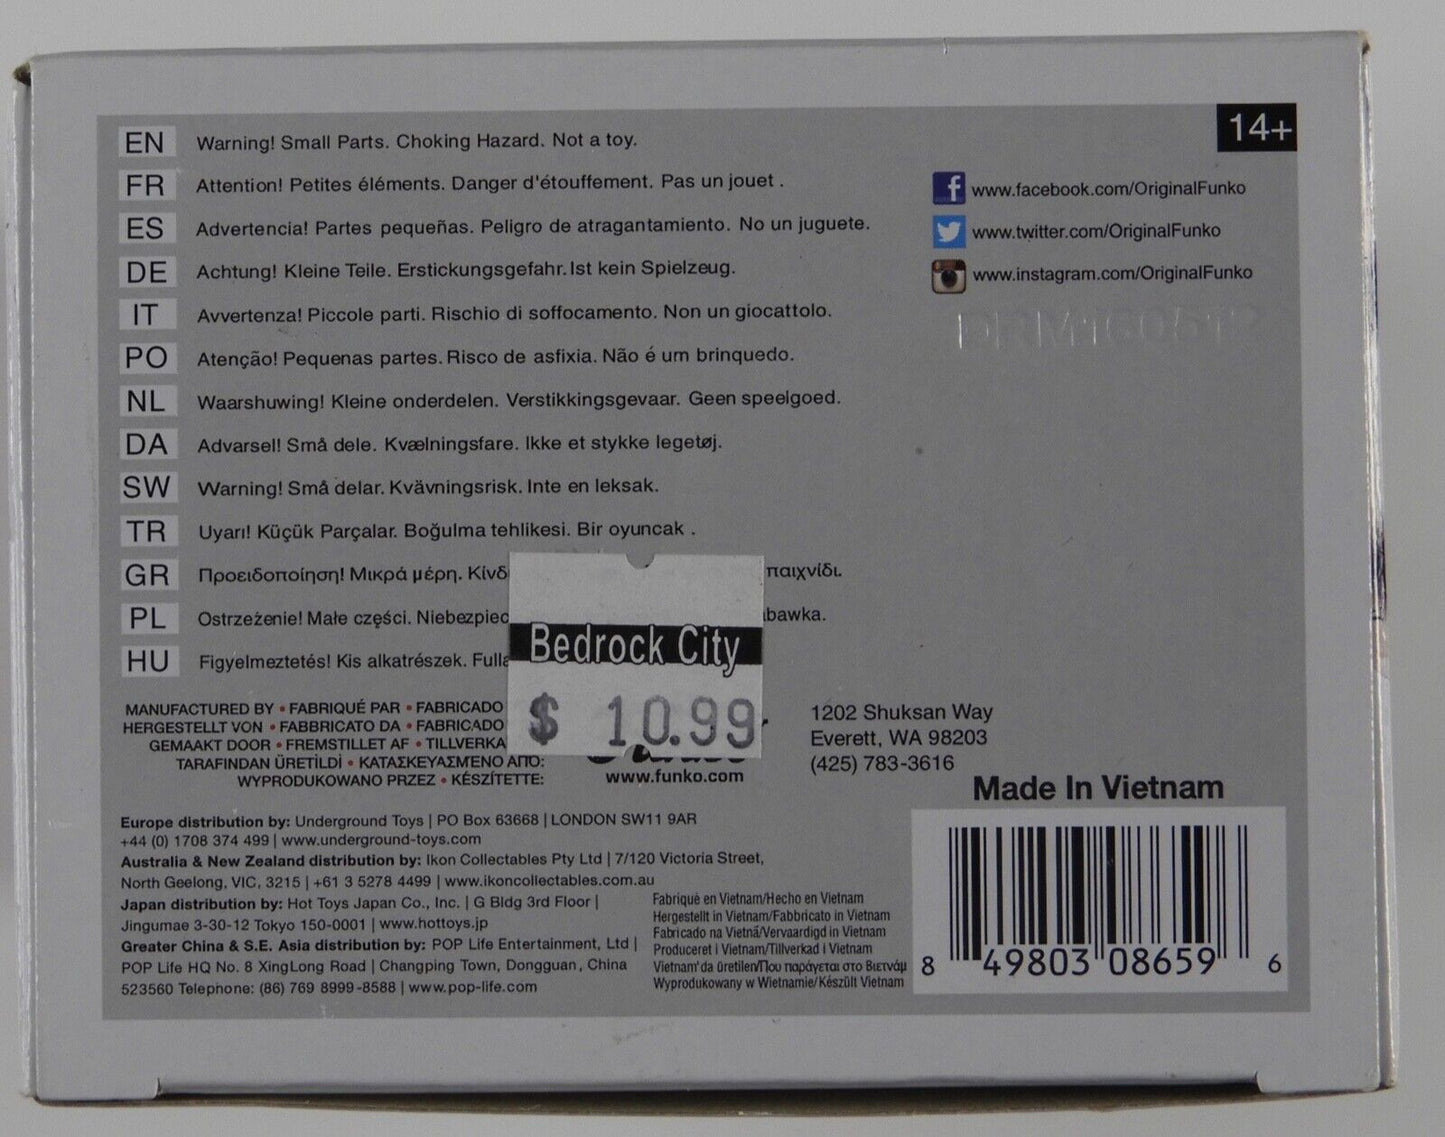 14+
EN Warning! Small Parts. Choking Hazard. Not a toy.
FR Attention! Petites éléments. Danger d'étouffement. Pas un jouet .
ES Advertencia! Partes pequeñas. Peligro de atragantamiento. No un juguete.
DE Achtung! Kleine Teile. Erstickungsgefahr. Ist kein Spielzeug.
IT Avvertenza! Piccole parti. Rischio di soffocamento. Non un giocattolo.
PO Atenção! Pequenas partes. Risco de asfixia. Não é um brinquedo.
NL Waarshuwing! Kleine onderdelen. Verstikkingsgevaar. Geen speelgoed.
DA Advarsel! Små dele. Kvælningsfare. Ikke et stykke legetøj.
SW Warning! Små delar. Kvävningsrisk. Inte en leksak.
TR Uyarı! Küçük Parçalar. Boğulma tehlikesi. Bir oyuncak .
GR Προειδοποίηση! Μικρά μέρη. παιχνίδι.
PL Ostrzeżenie! Małe części.
HU Figyelmeztetés! Kis alkatrészek.
www.facebook.com/OriginalFunko
www.twitter.com/OriginalFunko
www.instagram.com/OriginalFunko
Bedrock City
$ 10.99
MANUFACTURED BY • FABRIQUÉ PAR • FABRICADO
HERGESTELLT VON • FABBRICATO DA • FABRICADO
GEMAAKT DOOR • FREMSTILLET AF •
TARAFINDAN ÜRETİLDİ • ΚΑΤΑΣΚΕΥΑΣΜΕΝΟ ΑΠΟ:
WYPRODUKOWANO PRZEZ • KÉSZÍTETTE:
www.funko.com
1202 Shuksan Way
Everett, WA 98203
(425) 783-3616
Made In Vietnam
Europe distribution by: Underground Toys | PO Box 63668 | LONDON SW11 9AR
+44 (0) 1708 374 499 | www.underground-toys.com
Australia & New Zealand distribution by: Ikon Collectables Pty Ltd | 7/120 Victoria Street,
North Geelong, VIC, 3215 | +61 3 5278 4499 | www.ikoncollectables.com.au
Japan distribution by: Hot Toys Japan Co., Inc. | G Bldg 3rd Floor |
Jingumae 3-30-12 Tokyo 150-0001 | www.hottoys.jp
Greater China & S.E. Asia distribution by: POP Life Entertainment, Ltd |
POP Life HQ No. 8 XingLong Road | Changping Town, Dongguan, China
523560 Telephone: (86) 769 8999-8588 | www.pop-life.com
Fabriqué en Vietnam/Hecho en Vietnam
Hergestellt in Vietnam/Fabbricato in Vietnam
Fabricado na Vietnã/Vervaardigd in Vietnam
Produceret i Vietnam/Tillverkad i Vietnam
Vietnam'da üretilen/Που παράγεται στο Βιετνάμ
Wyprodukowany w Wietnamie/Készült Vietnam
8 49803 08659 6